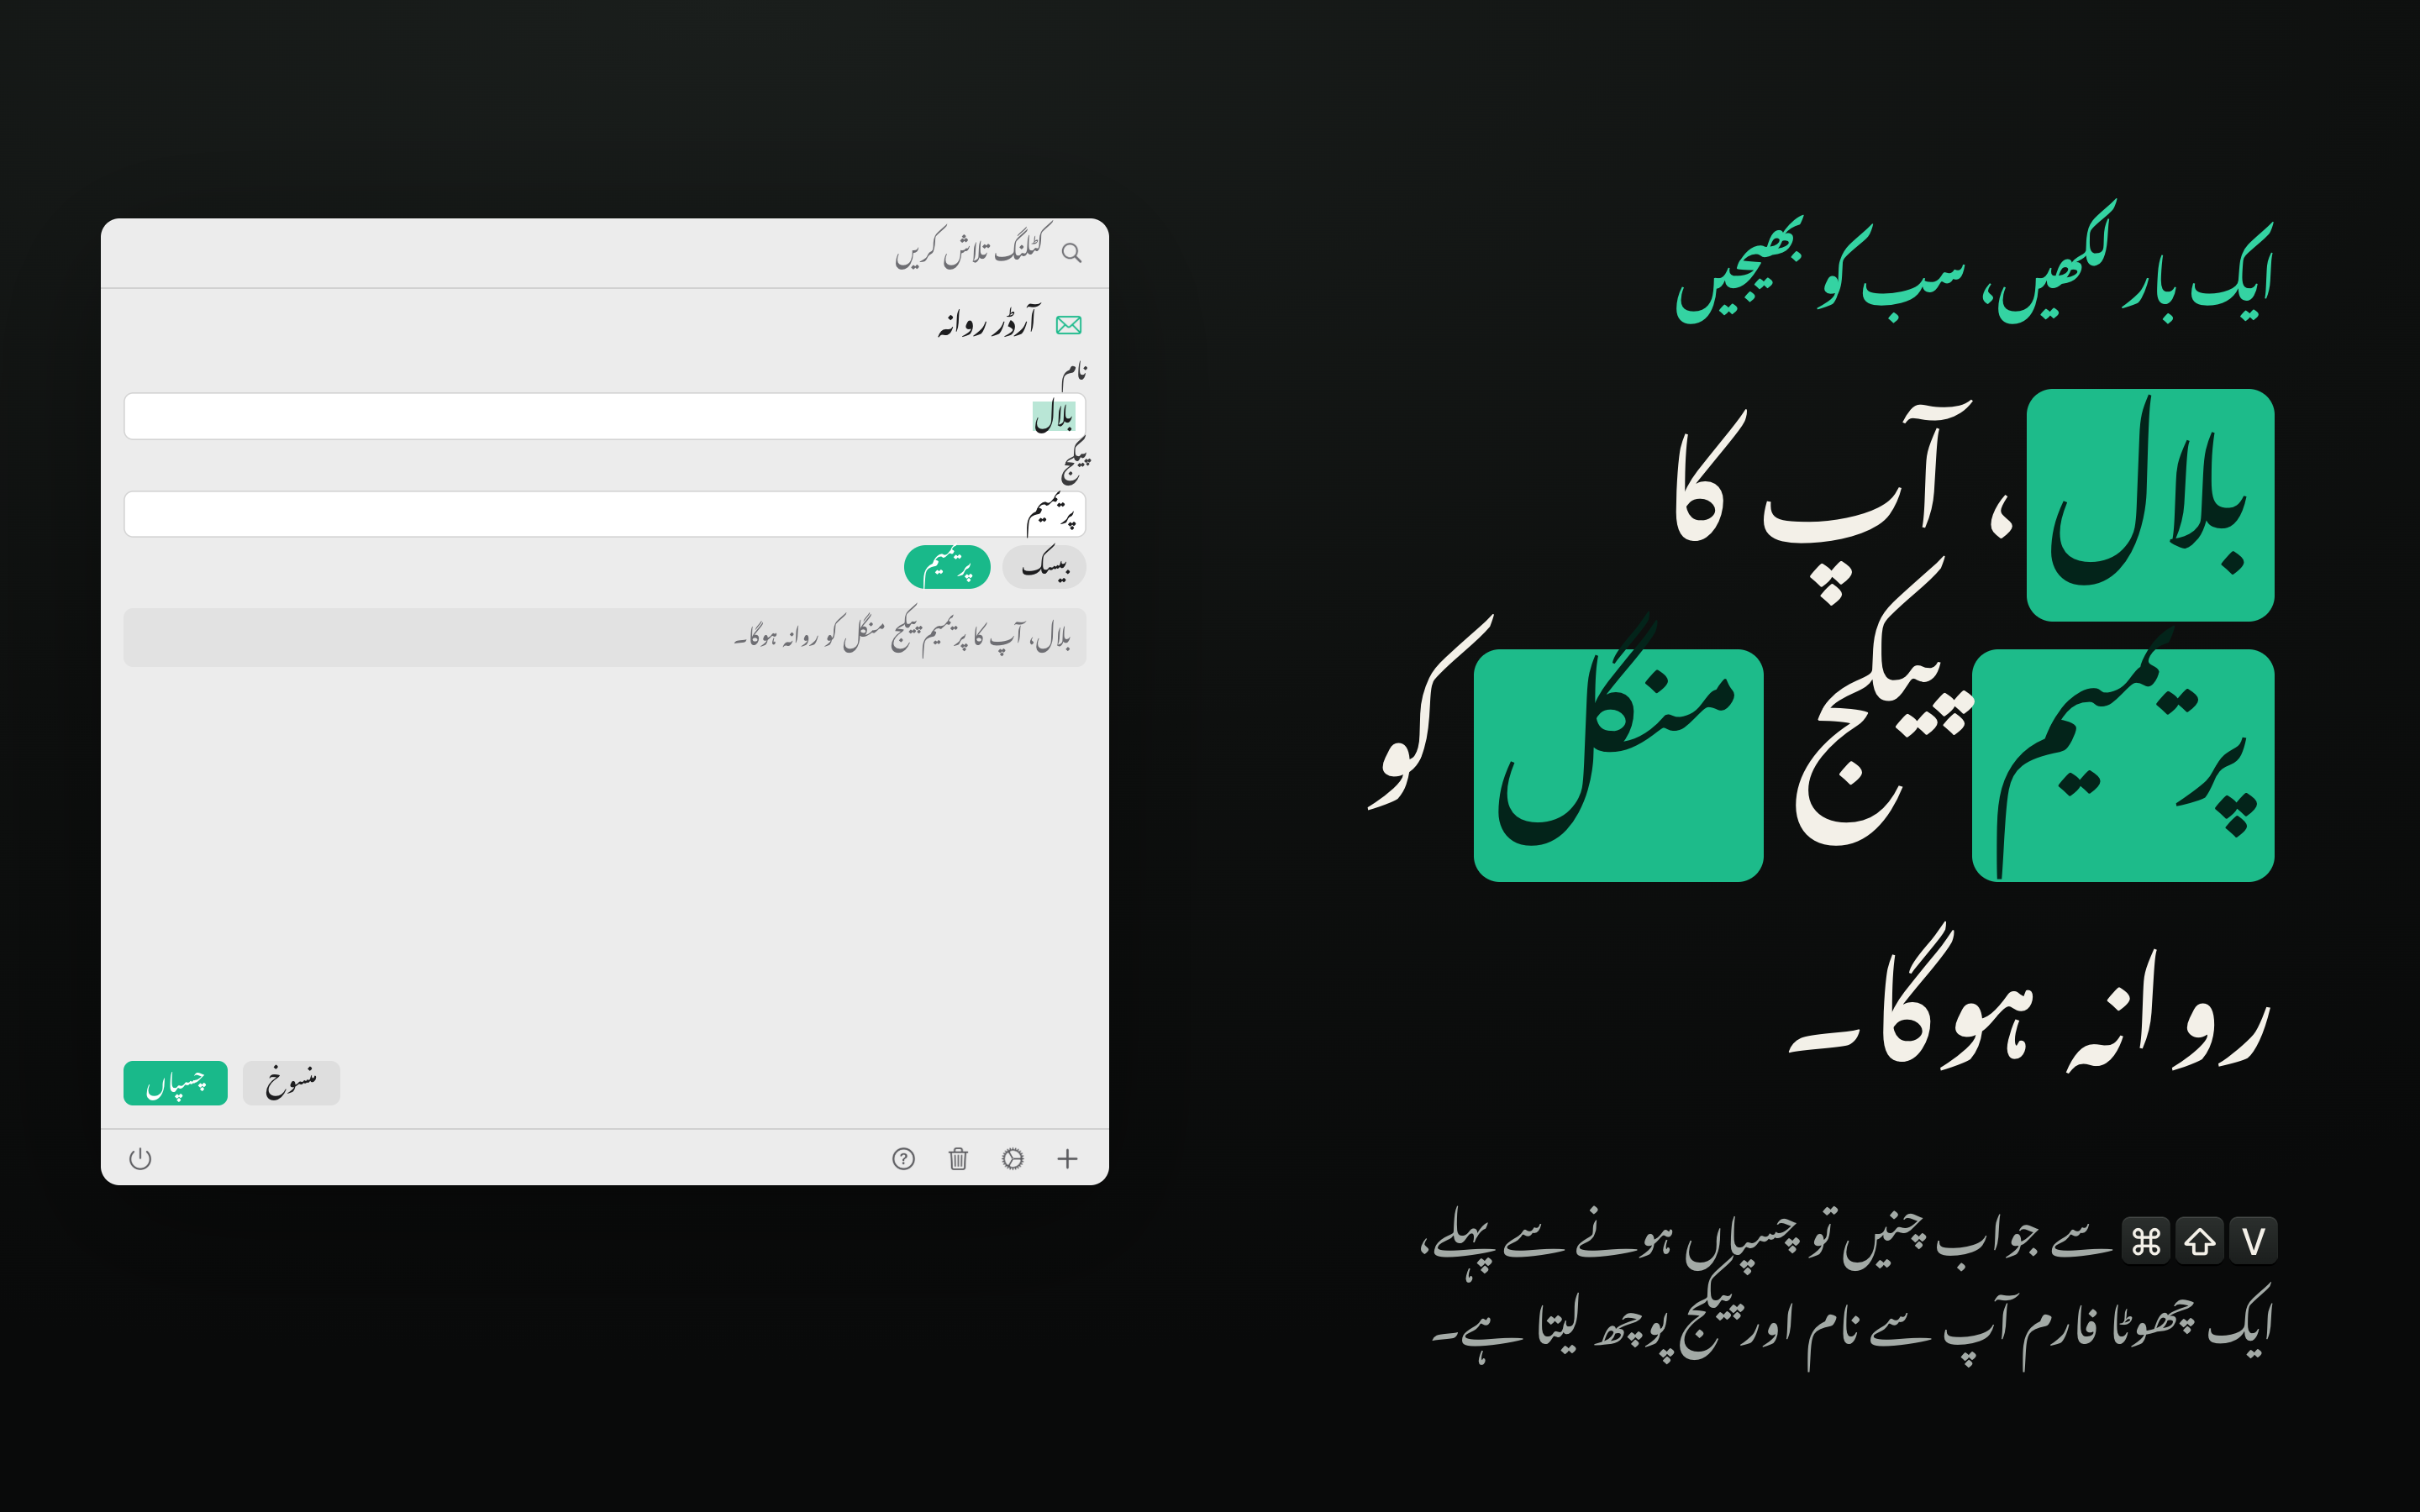 ایک بار لکھیں، سب کو بھیجیں
بلال، آپ کا
پریمیم پیکج منگل کو
روانہ ہوگا۔
V ⇧ ⌘ سے جواب چنیں تو چسپاں ہونے سے پہلے،
ایک چھوٹا فارم آپ سے نام اور پیکج پوچھ لیتا ہے۔
کٹلنگ تلاش کریں
آرڈر روانہ
نام
بلال
پیکج
پریمیم
بیسک
پریمیم
بلال، آپ کا پریمیم پیکج منگل کو روانہ ہوگا۔
منسوخ
چسپاں